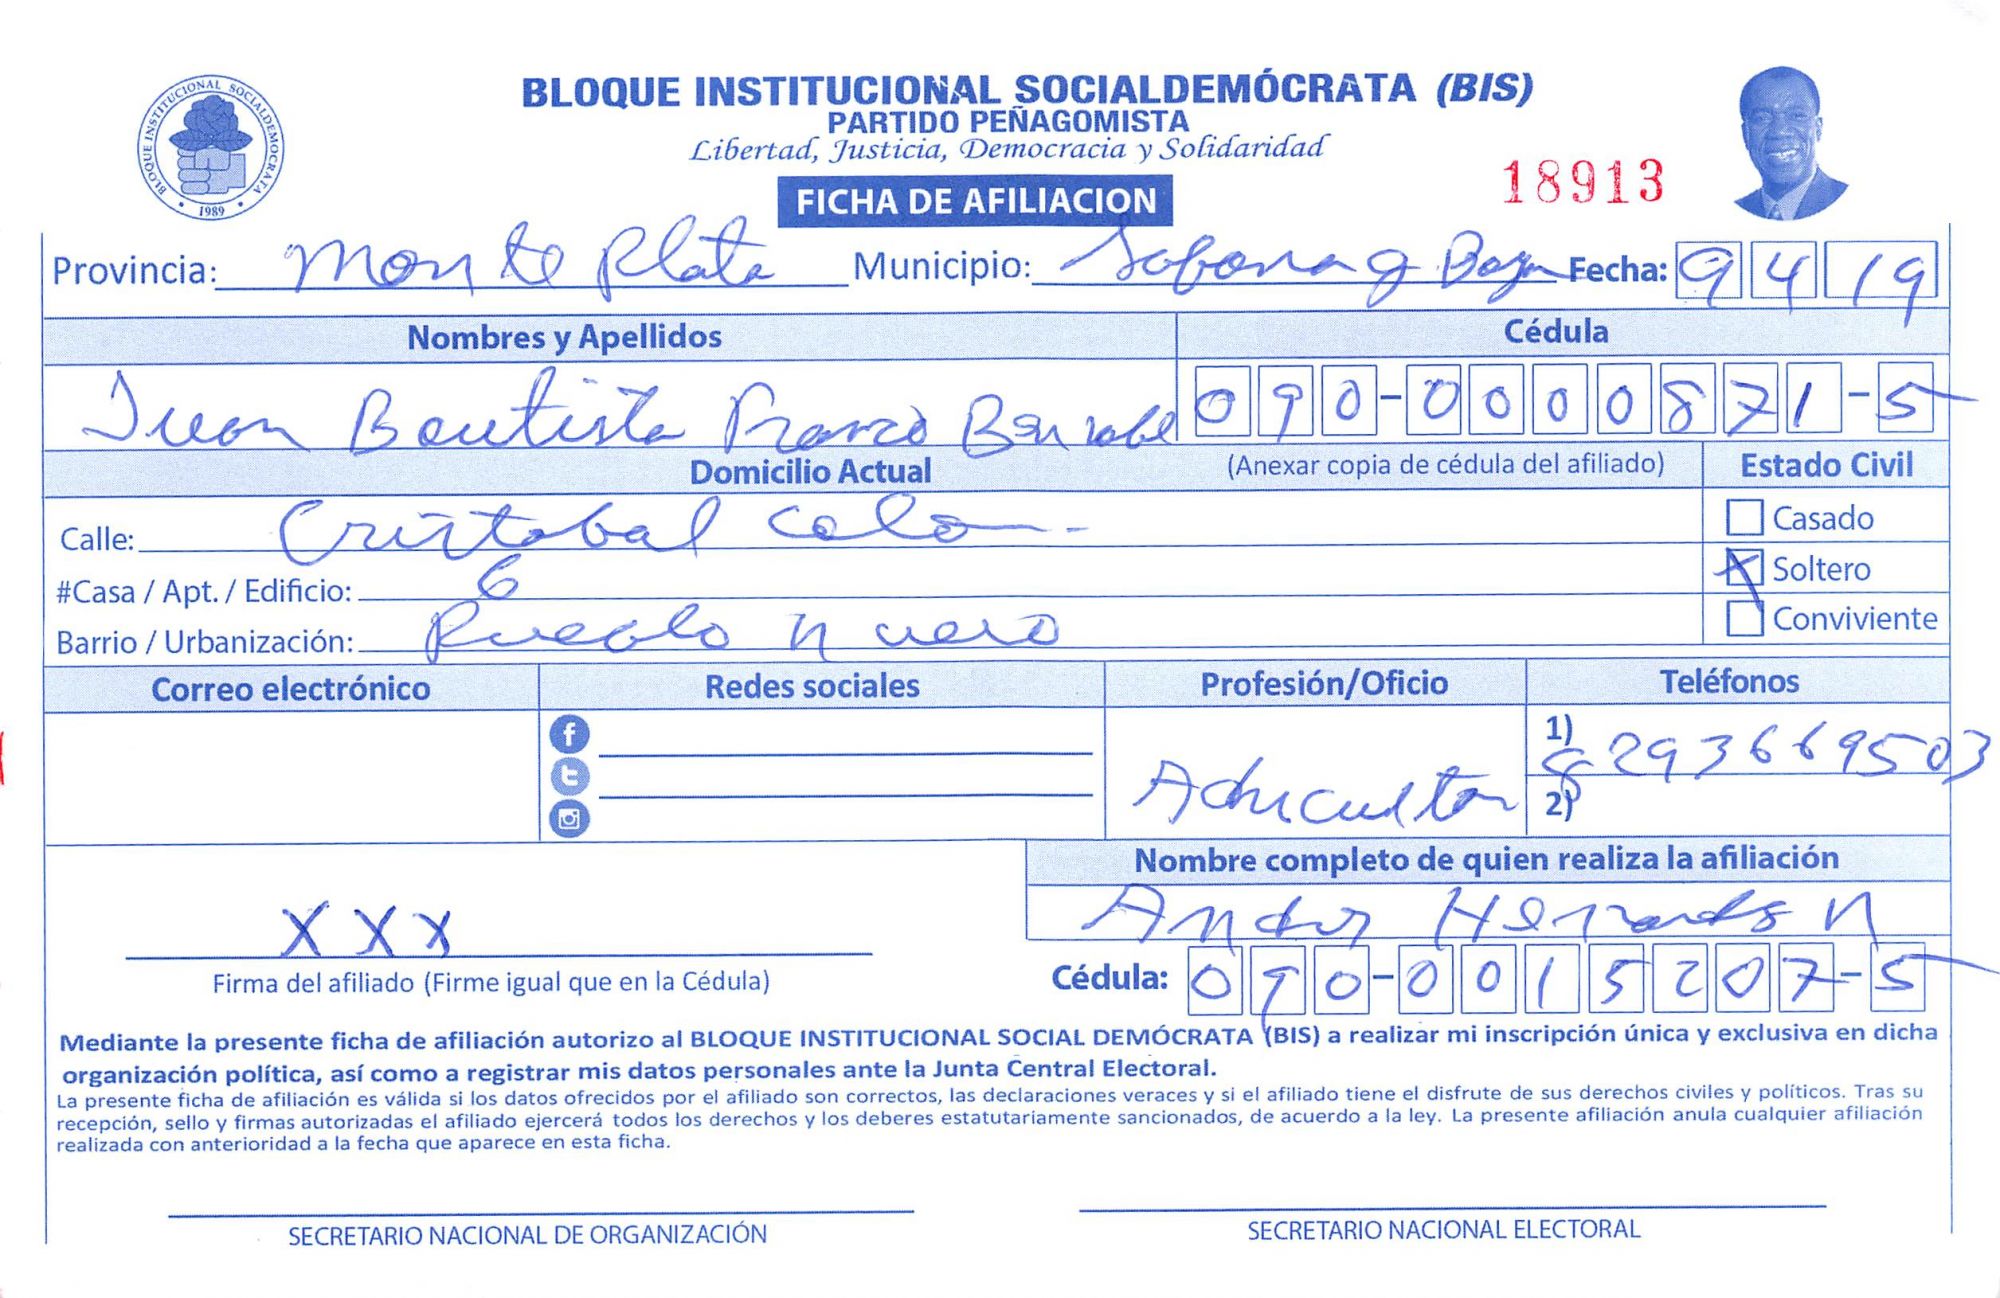 BLOQUE INSTITUCIONAL SOCIALDEMOCRATA
1989
BLOQUE INSTITUCIONAL SOCIALDEMÓCRATA (BIS)
PARTIDO PEÑAGOMISTA
Libertad, Justicia, Democracia y Solidaridad
18913
FICHA DE AFILIACION
Provincia: Monte Plata Municipio: Fecha: 9 4 19
Nombres y Apellidos Cédula
Juan Bautista 090-0000871-5
Domicilio Actual (Anexar copia de cédula del afiliado) Estado Civil
Calle: Cristobal Colon Casado
#Casa / Apt. / Edificio: 6 X Soltero
Barrio / Urbanización: Pueblo Nuevo Conviviente
Correo electrónico Redes sociales Profesión/Oficio Teléfonos
1) 8293669503
2)
Nombre completo de quien realiza la afiliación
XXX
Firma del afiliado (Firme igual que en la Cédula) Cédula: 090-0015207-5
Mediante la presente ficha de afiliación autorizo al BLOQUE INSTITUCIONAL SOCIAL DEMÓCRATA (BIS) a realizar mi inscripción única y exclusiva en dicha
organización política, así como a registrar mis datos personales ante la Junta Central Electoral.
La presente ficha de afiliación es válida si los datos ofrecidos por el afiliado son correctos, las declaraciones veraces y si el afiliado tiene el disfrute de sus derechos civiles y políticos. Tras su
recepción, sello y firmas autorizadas el afiliado ejercerá todos los derechos y los deberes estatutariamente sancionados, de acuerdo a la ley. La presente afiliación anula cualquier afiliación
realizada con anterioridad a la fecha que aparece en esta ficha.
SECRETARIO NACIONAL DE ORGANIZACIÓN SECRETARIO NACIONAL ELECTORAL